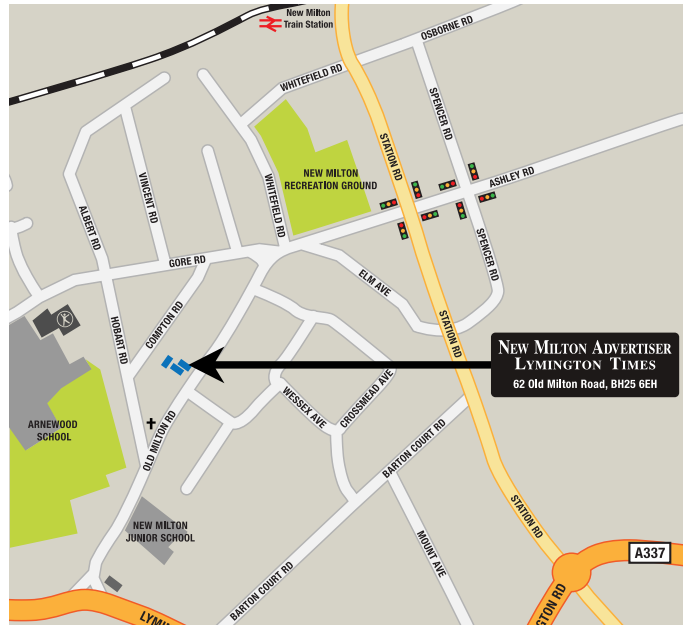 New Milton
Train Station
OSBORNE RD
WHITEFIELD RD
SPENCER RD
STATION RD
NEW MILTON
RECREATION GROUND
ASHLEY RD
VINCENT RD
WHITEFIELD RD
ALBERT RD
SPENCER RD
GORE RD
ELM AVE
COMPTON RD
HOBART RD
STATION RD
NEW MILTON ADVERTISER
LYMINGTON TIMES
62 Old Milton Road, BH25 6EH
WESSEX AVE
CROSSMEAD AVE
ARNEWOOD
SCHOOL
OLD MILTON RD
BARTON COURT RD
STATION RD
NEW MILTON
JUNIOR SCHOOL
MOUNT AVE
A337
BARTON COURT RD
LYMIN
GTON RD